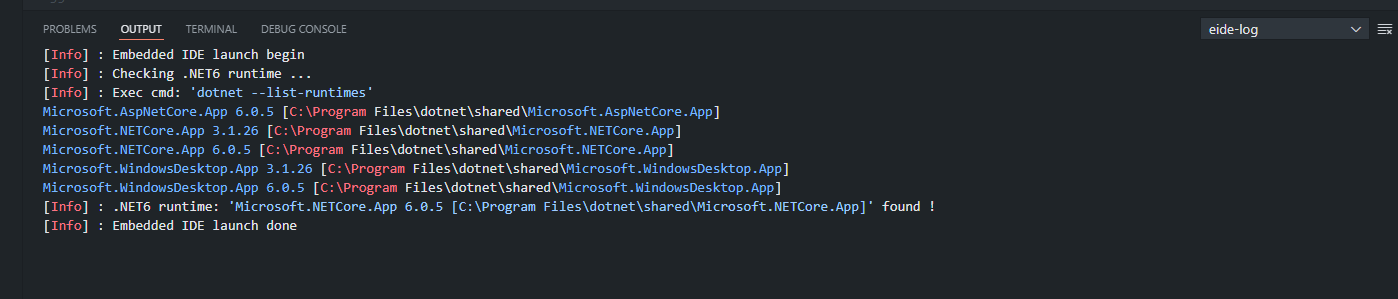 PROBLEMS OUTPUT TERMINAL DEBUG CONSOLE eide-log
[Info] : Embedded IDE launch begin
[Info] : Checking .NET6 runtime ...
[Info] : Exec cmd: 'dotnet --list-runtimes'
Microsoft.AspNetCore.App 6.0.5 [C:\Program Files\dotnet\shared\Microsoft.AspNetCore.App]
Microsoft.NETCore.App 3.1.26 [C:\Program Files\dotnet\shared\Microsoft.NETCore.App]
Microsoft.NETCore.App 6.0.5 [C:\Program Files\dotnet\shared\Microsoft.NETCore.App]
Microsoft.WindowsDesktop.App 3.1.26 [C:\Program Files\dotnet\shared\Microsoft.WindowsDesktop.App]
Microsoft.WindowsDesktop.App 6.0.5 [C:\Program Files\dotnet\shared\Microsoft.WindowsDesktop.App]
[Info] : .NET6 runtime: 'Microsoft.NETCore.App 6.0.5 [C:\Program Files\dotnet\shared\Microsoft.NETCore.App]' found !
[Info] : Embedded IDE launch done